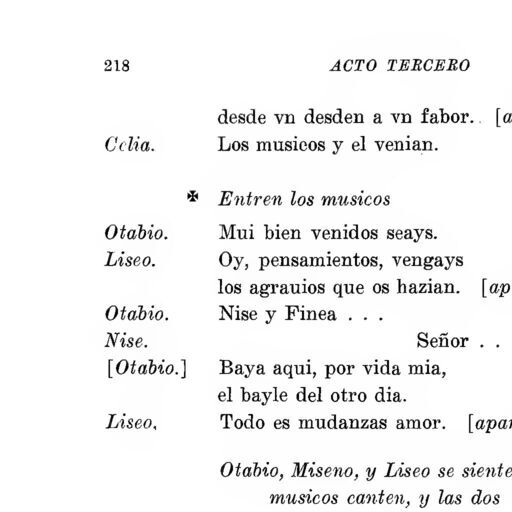 218 ACTO TERCERO
desde vn desden a vn fabor. [a
Celia. Los musicos y el venian.
✠ Entren los musicos
Otabio. Mui bien venidos seays.
Liseo. Oy, pensamientos, vengays
los agrauios que os hazian. [ap
Otabio. Nise y Finea . . .
Nise. Señor . .
[Otabio.] Baya aqui, por vida mia,
el bayle del otro dia.
Liseo, Todo es mudanzas amor. [apar
Otabio, Miseno, y Liseo se siente
musicos canten, y las dos